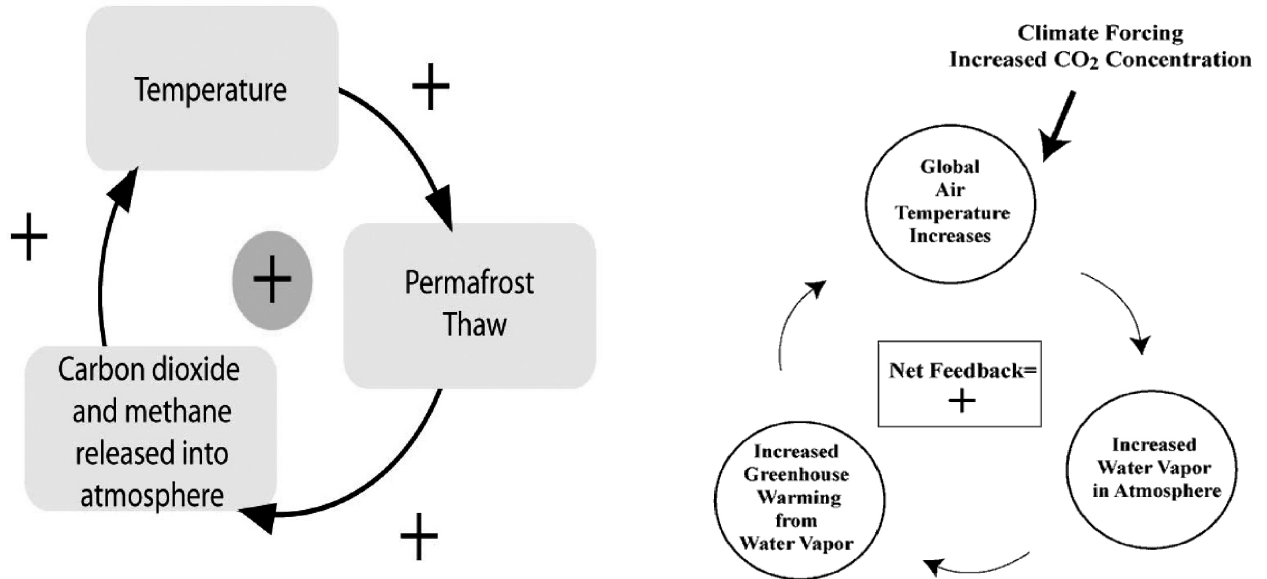 Temperature
+
+
+
Permafrost
Thaw
Carbon dioxide
and methane
released into
atmosphere
+
Climate Forcing
Increased CO₂ Concentration
Global
Air
Temperature
Increases
Net Feedback=
+
Increased
Water Vapor
in Atmosphere
Increased
Greenhouse
Warming
from
Water Vapor